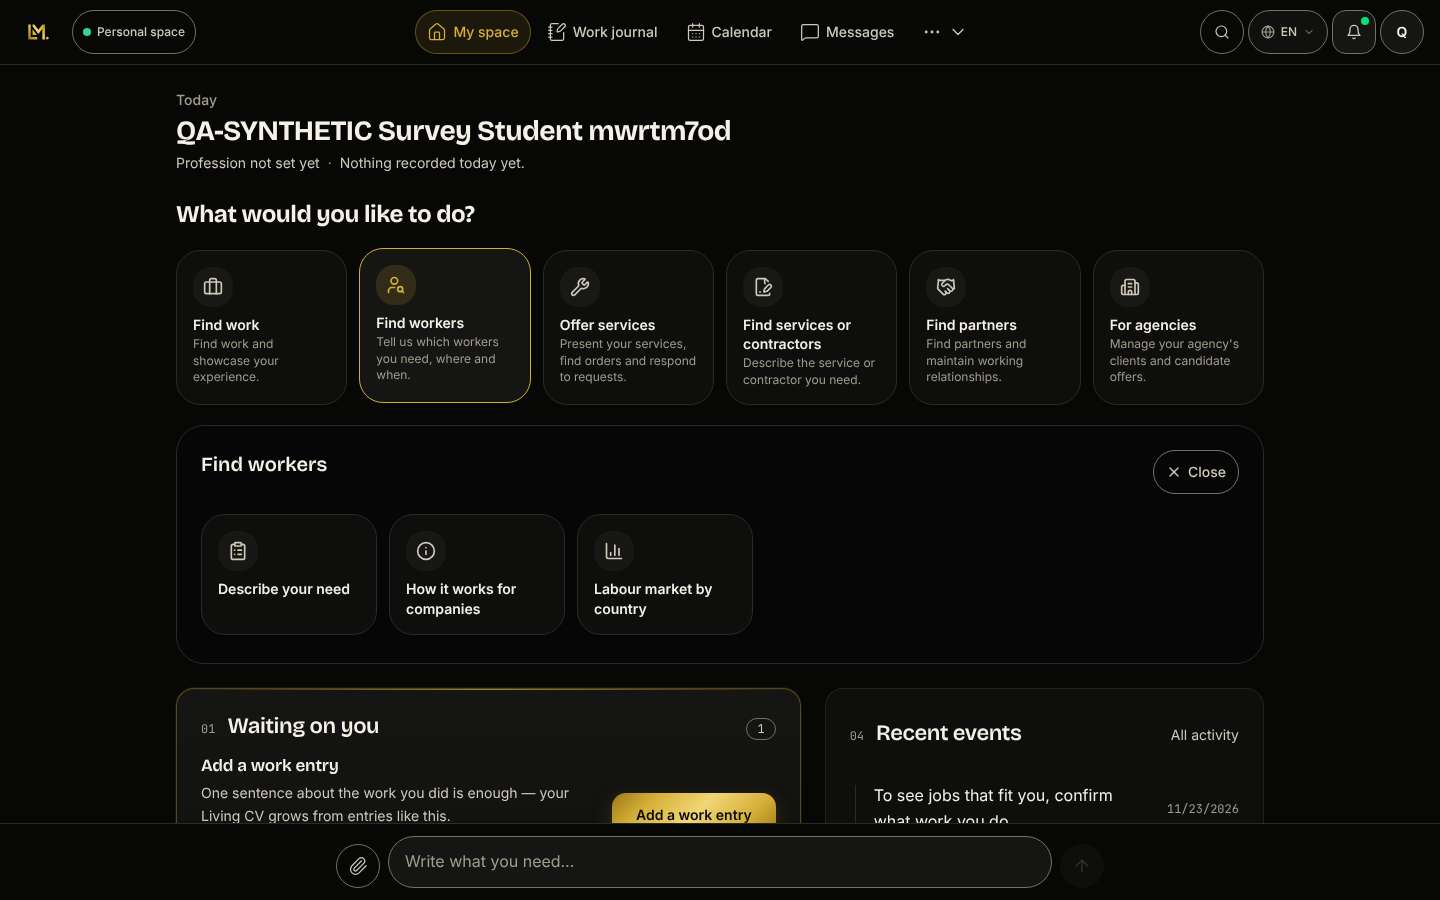 LM.
Personal space
My space
Work journal
Calendar
Messages
EN
Q
Today
QA-SYNTHETIC Survey Student mwrtm7od
Profession not set yet · Nothing recorded today yet.
What would you like to do?
Find work
Find work and
showcase your
experience.
Find workers
Tell us which workers
you need, where and
when.
Offer services
Present your services,
find orders and respond
to requests.
Find services or
contractors
Describe the service or
contractor you need.
Find partners
Find partners and
maintain working
relationships.
For agencies
Manage your agency's
clients and candidate
offers.
Find workers
Close
Describe your need
How it works for
companies
Labour market by
country
01 Waiting on you
1
Add a work entry
One sentence about the work you did is enough — your
Living CV grows from entries like this.
Add a work entry
04 Recent events
All activity
To see jobs that fit you, confirm
what work you do
11/23/2026
Write what you need...